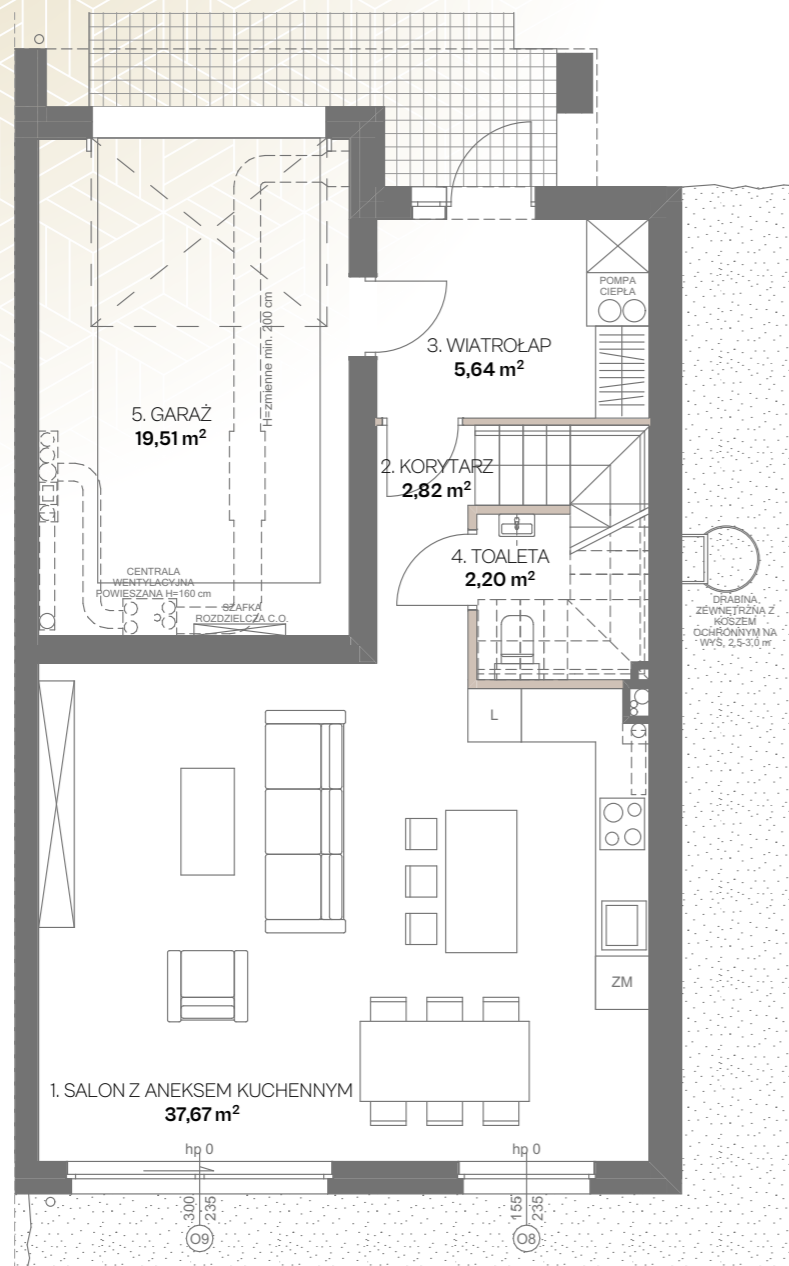 POMPA
CIEPŁA
3. WIATROŁAP
5,64 m²
H=zmienne min. 200 cm
5. GARAŻ
19,51 m²
2. KORYTARZ
2,82 m²
4. TOALETA
2,20 m²
CENTRALA
WENTYLACYJNA
POWIESZANA H=160 cm
SZAFKA
ROZDZIELCZA C.O.
DRABINA
ZEWNĘTRZNA Z
KOSZEM
OCHRONNYM NA
WYS. 2,5-3,0 m
L
ZM
1. SALON Z ANEKSEM KUCHENNYM
37,67 m²
hp 0
hp 0
300
235
155
235
O9
O8